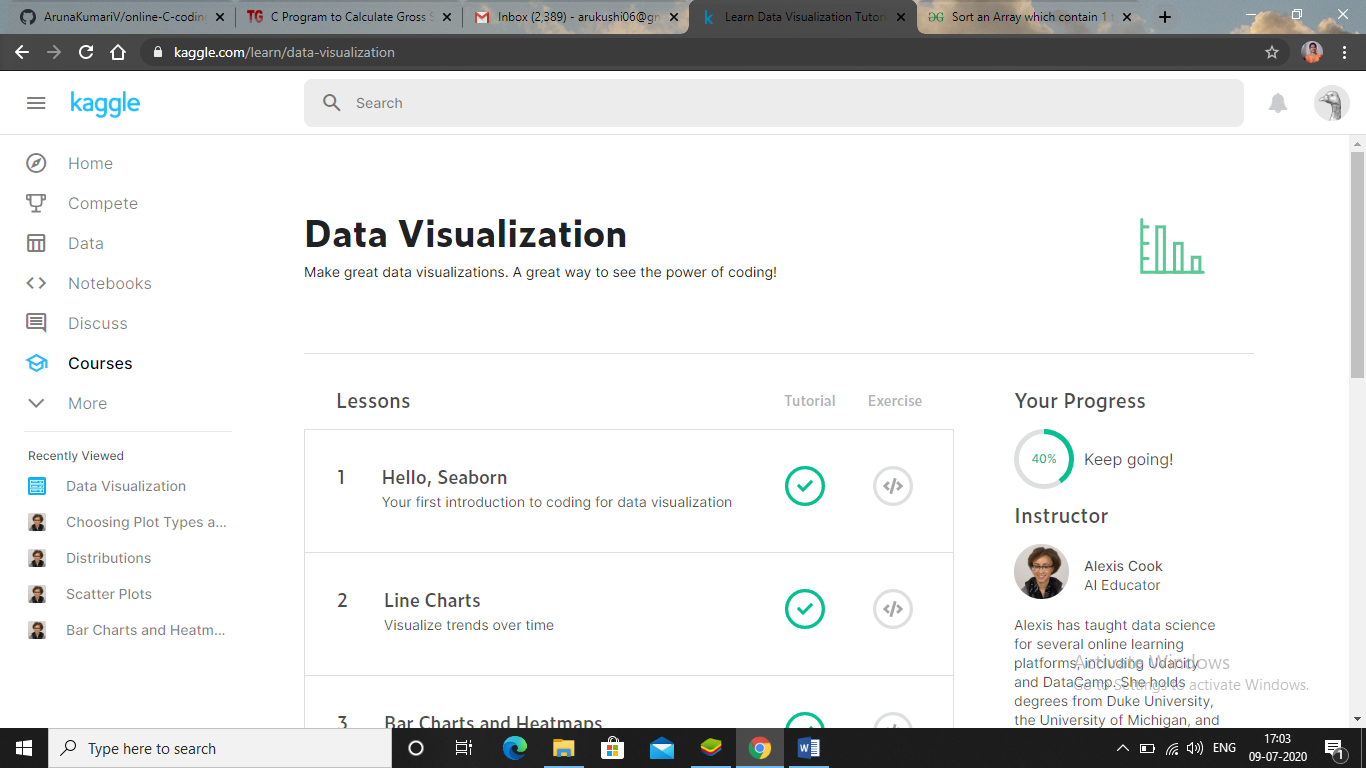 ArunaKumariV/online-C-coding
C Program to Calculate Gross S
Inbox (2,389) - arukushi06@gm
Learn Data Visualization Tutori
Sort an Array which contain 1 t
kaggle.com/learn/data-visualization
kaggle
Search
Home
Compete
Data
Notebooks
Discuss
Courses
More
Recently Viewed
Data Visualization
Choosing Plot Types a...
Distributions
Scatter Plots
Bar Charts and Heatm...
Data Visualization
Make great data visualizations. A great way to see the power of coding!
Lessons
Tutorial
Exercise
1
Hello, Seaborn
Your first introduction to coding for data visualization
2
Line Charts
Visualize trends over time
3
Bar Charts and Heatmaps
Your Progress
40%
Keep going!
Instructor
Alexis Cook
AI Educator
Alexis has taught data science
for several online learning
platforms, including Udacity
and DataCamp. She holds
degrees from Duke University,
the University of Michigan, and
Activate Windows
Go to Settings to activate Windows.
Type here to search
ENG
17:03
09-07-2020
1